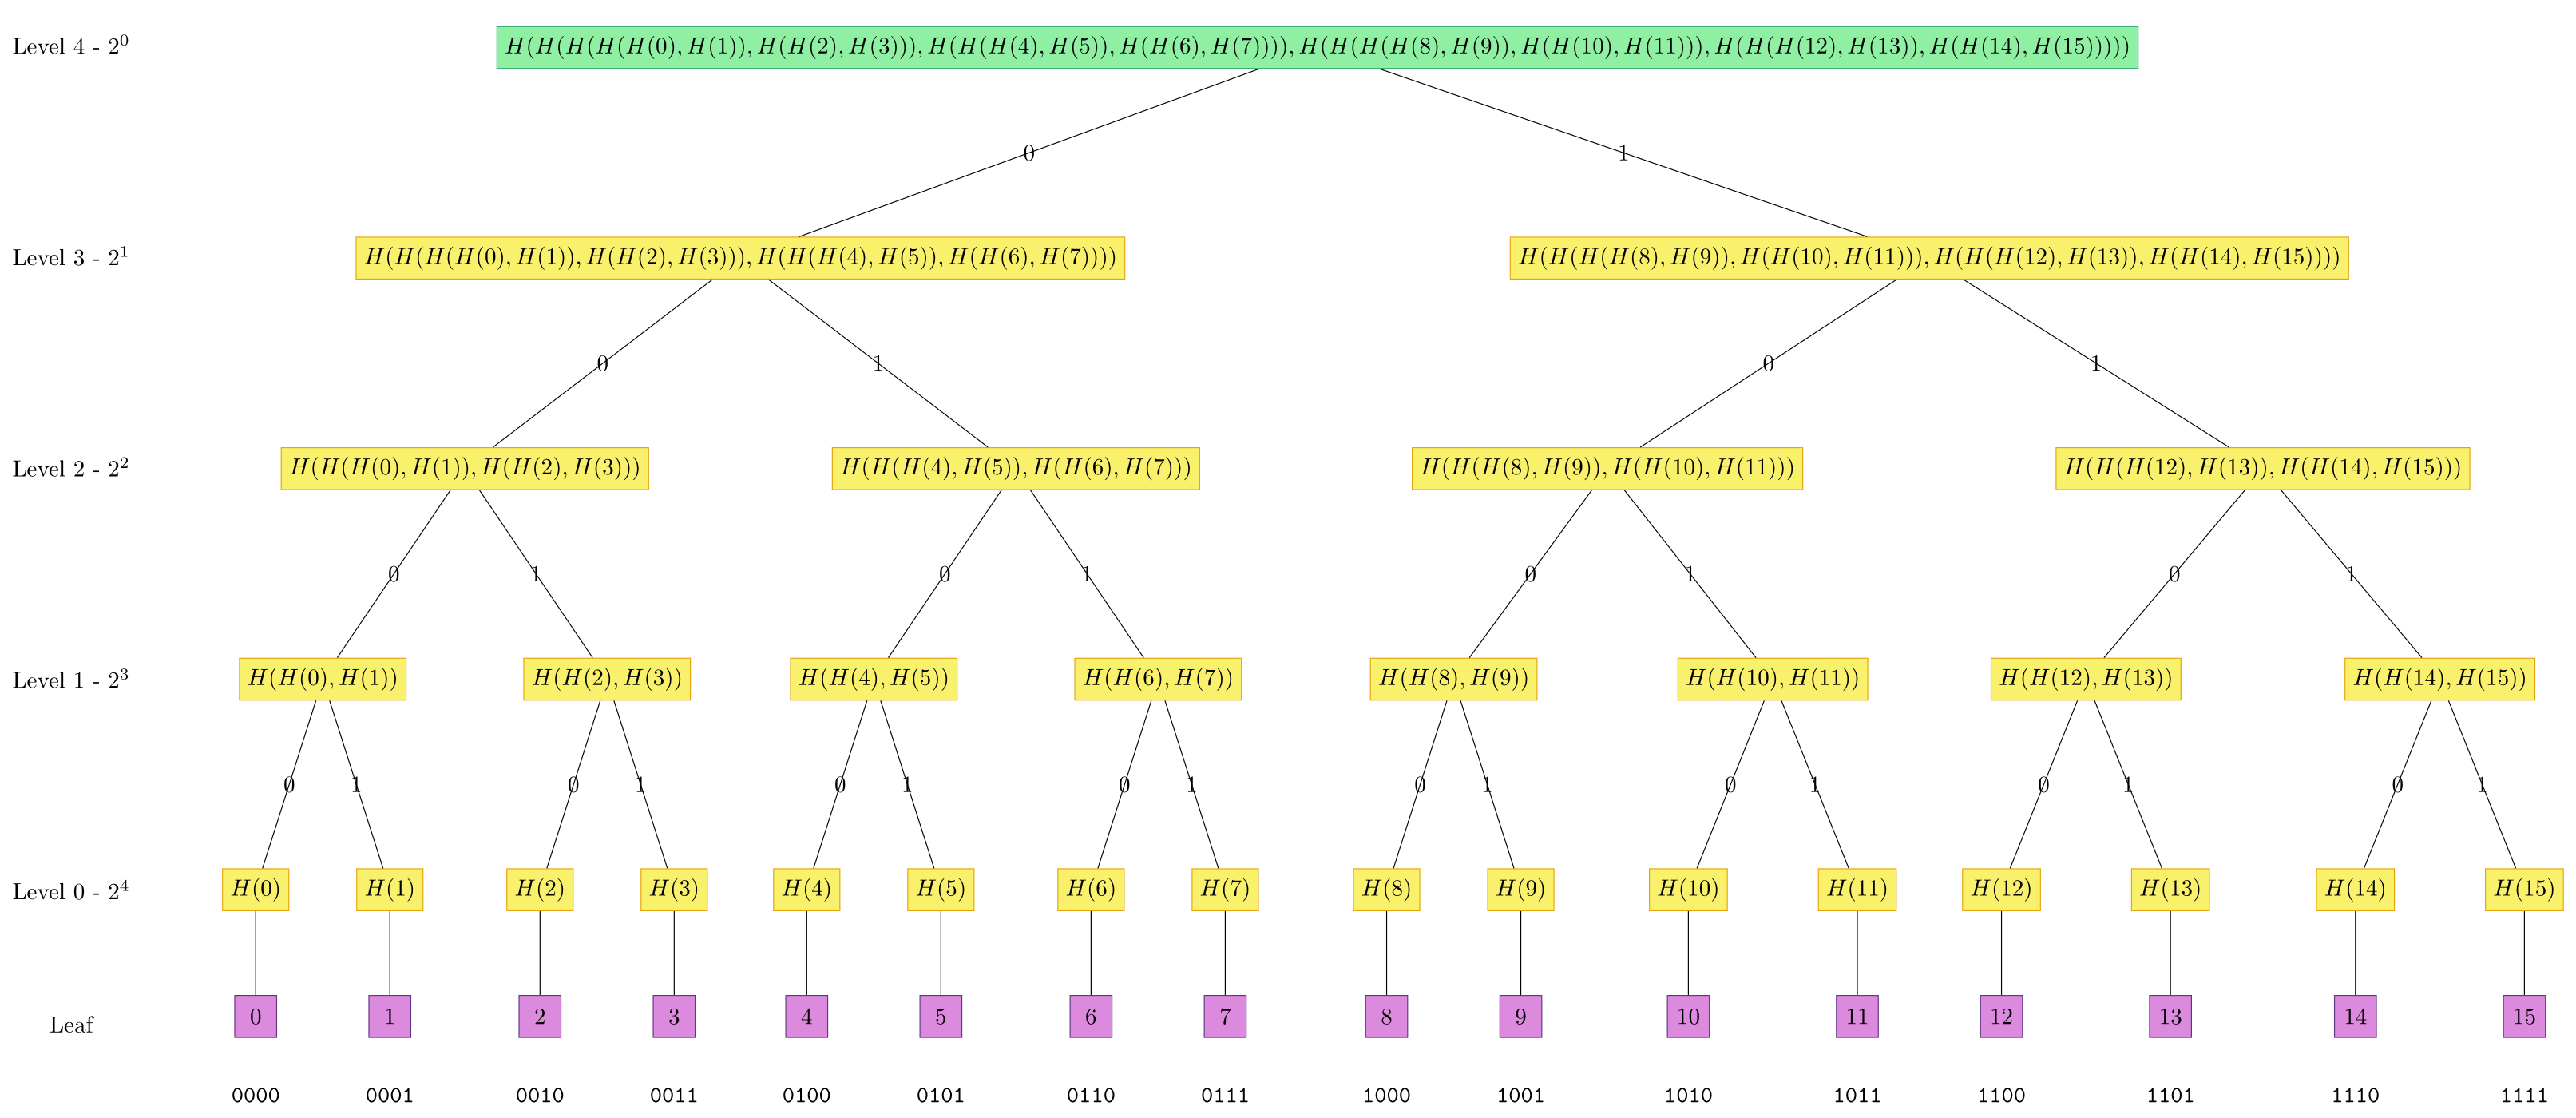 Level 4 - 2^0 H(H(H(H(H(0), H(1)), H(H(2), H(3))), H(H(H(4), H(5)), H(H(6), H(7)))), H(H(H(H(8), H(9)), H(H(10), H(11))), H(H(H(12), H(13)), H(H(14), H(15)))))
0 1
Level 3 - 2^1 H(H(H(H(0), H(1)), H(H(2), H(3))), H(H(H(4), H(5)), H(H(6), H(7)))) H(H(H(H(8), H(9)), H(H(10), H(11))), H(H(H(12), H(13)), H(H(14), H(15))))
0 1 0 1
Level 2 - 2^2 H(H(H(0), H(1)), H(H(2), H(3))) H(H(H(4), H(5)), H(H(6), H(7))) H(H(H(8), H(9)), H(H(10), H(11))) H(H(H(12), H(13)), H(H(14), H(15)))
0 1 0 1 0 1 0 1
Level 1 - 2^3 H(H(0), H(1)) H(H(2), H(3)) H(H(4), H(5)) H(H(6), H(7)) H(H(8), H(9)) H(H(10), H(11)) H(H(12), H(13)) H(H(14), H(15))
0 1 0 1 0 1 0 1 0 1 0 1 0 1 0 1
Level 0 - 2^4 H(0) H(1) H(2) H(3) H(4) H(5) H(6) H(7) H(8) H(9) H(10) H(11) H(12) H(13) H(14) H(15)
Leaf 0 1 2 3 4 5 6 7 8 9 10 11 12 13 14 15
0000 0001 0010 0011 0100 0101 0110 0111 1000 1001 1010 1011 1100 1101 1110 1111